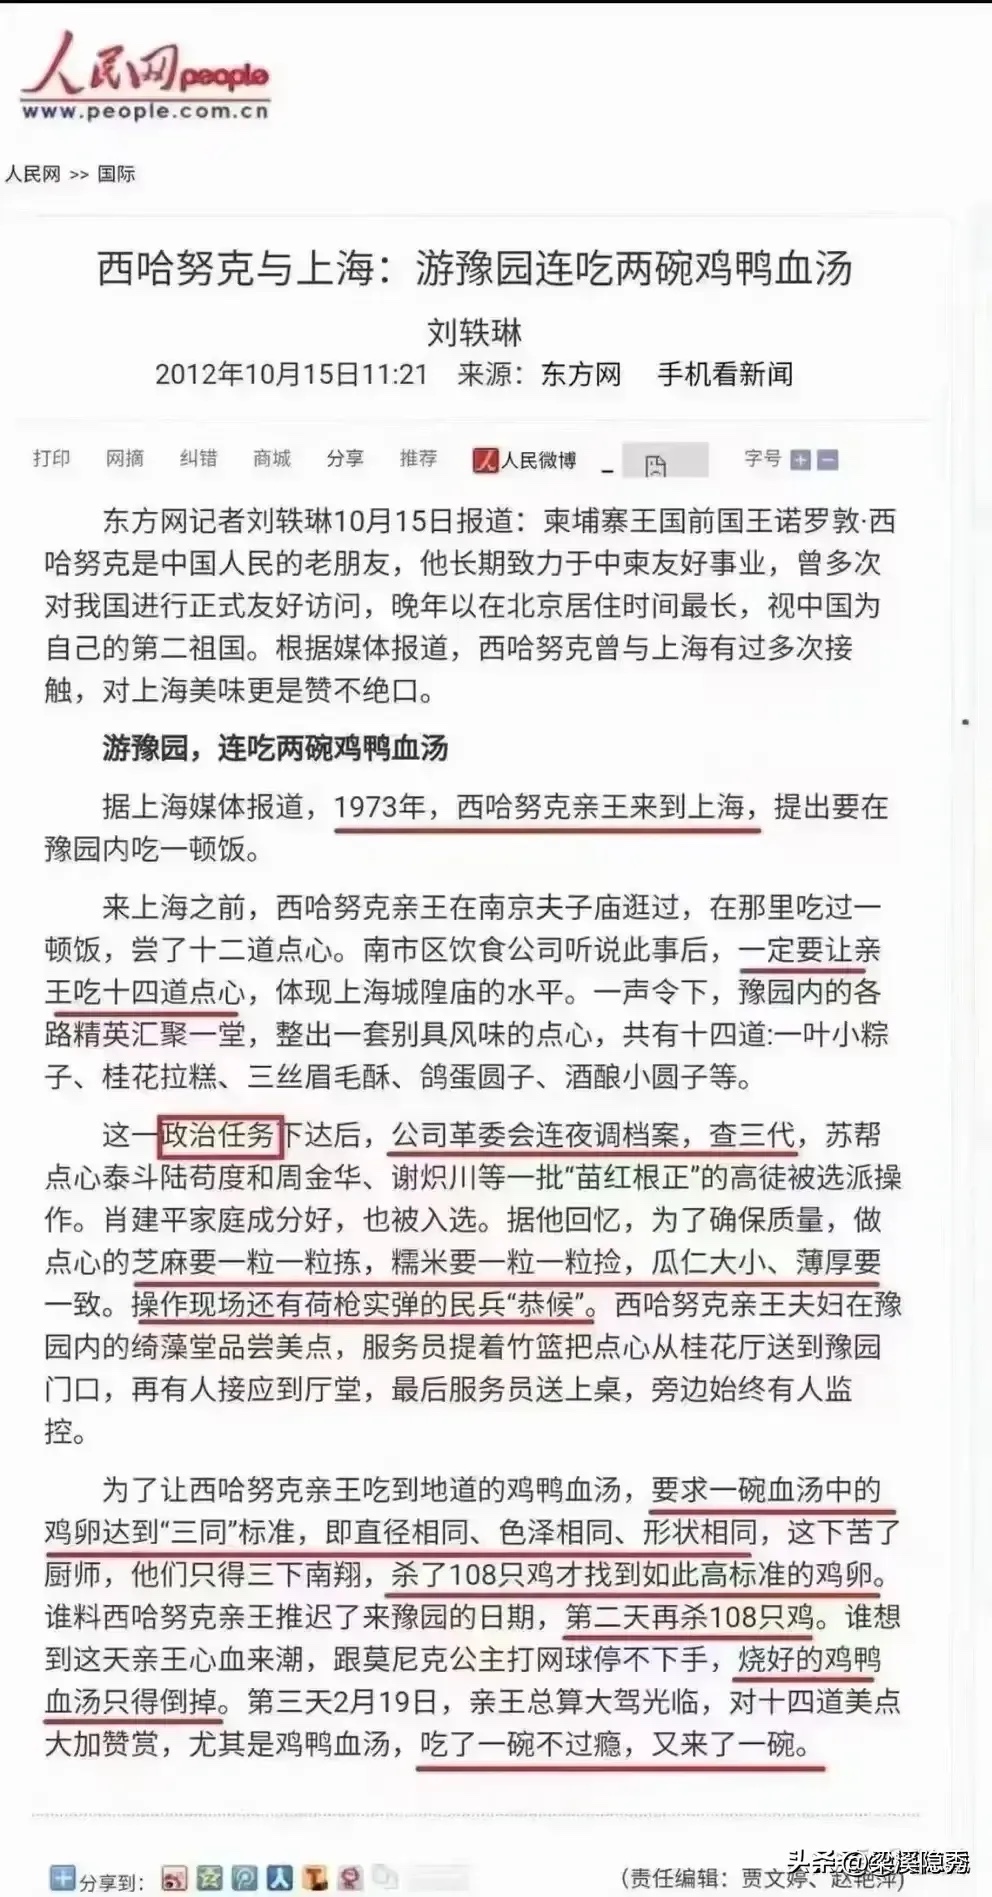 人民网people
www.people.com.cn
人民网 >> 国际
西哈努克与上海：游豫园连吃两碗鸡鸭血汤
刘轶琳
2012年10月15日11:21 来源：东方网 手机看新闻
打印 网摘 纠错 商城 分享 推荐 人民微博 字号
东方网记者刘轶琳10月15日报道：柬埔寨王国前国王诺罗敦·西
哈努克是中国人民的老朋友，他长期致力于中柬友好事业，曾多次
对我国进行正式友好访问，晚年以在北京居住时间最长，视中国为
自己的第二祖国。根据媒体报道，西哈努克曾与上海有过多次接
触，对上海美味更是赞不绝口。
游豫园，连吃两碗鸡鸭血汤
据上海媒体报道，1973年，西哈努克亲王来到上海，提出要在
豫园内吃一顿饭。
来上海之前，西哈努克亲王在南京夫子庙逛过，在那里吃过一
顿饭，尝了十二道点心。南市区饮食公司听说此事后，一定要让亲
王吃十四道点心，体现上海城隍庙的水平。一声令下，豫园内的各
路精英汇聚一堂，整出一套别具风味的点心，共有十四道:一叶小粽
子、桂花拉糕、三丝眉毛酥、鸽蛋圆子、酒酿小圆子等。
这一政治任务下达后，公司革委会连夜调档案，查三代，苏帮
点心泰斗陆苟度和周金华、谢炽川等一批“苗红根正”的高徒被选派操
作。肖建平家庭成分好，也被入选。据他回忆，为了确保质量，做
点心的芝麻要一粒一粒拣，糯米要一粒一粒捡，瓜仁大小、薄厚要
一致。操作现场还有荷枪实弹的民兵“恭候”。西哈努克亲王夫妇在豫
园内的绮藻堂品尝美点，服务员提着竹篮把点心从桂花厅送到豫园
门口，再有人接应到厅堂，最后服务员送上桌，旁边始终有人监
控。
为了让西哈努克亲王吃到地道的鸡鸭血汤，要求一碗血汤中的
鸡卵达到“三同”标准，即直径相同、色泽相同、形状相同，这下苦了
厨师，他们只得三下南翔，杀了108只鸡才找到如此高标准的鸡卵。
谁料西哈努克亲王推迟了来豫园的日期，第二天再杀108只鸡。谁想
到这天亲王心血来潮，跟莫尼克公主打网球停不下手，烧好的鸡鸭
血汤只得倒掉。第三天2月19日，亲王总算大驾光临，对十四道美点
大加赞赏，尤其是鸡鸭血汤，吃了一碗不过瘾，又来了一碗。
分享到：
(责任编辑：贾文婷、赵艳萍)
头条@梁溪隐秀